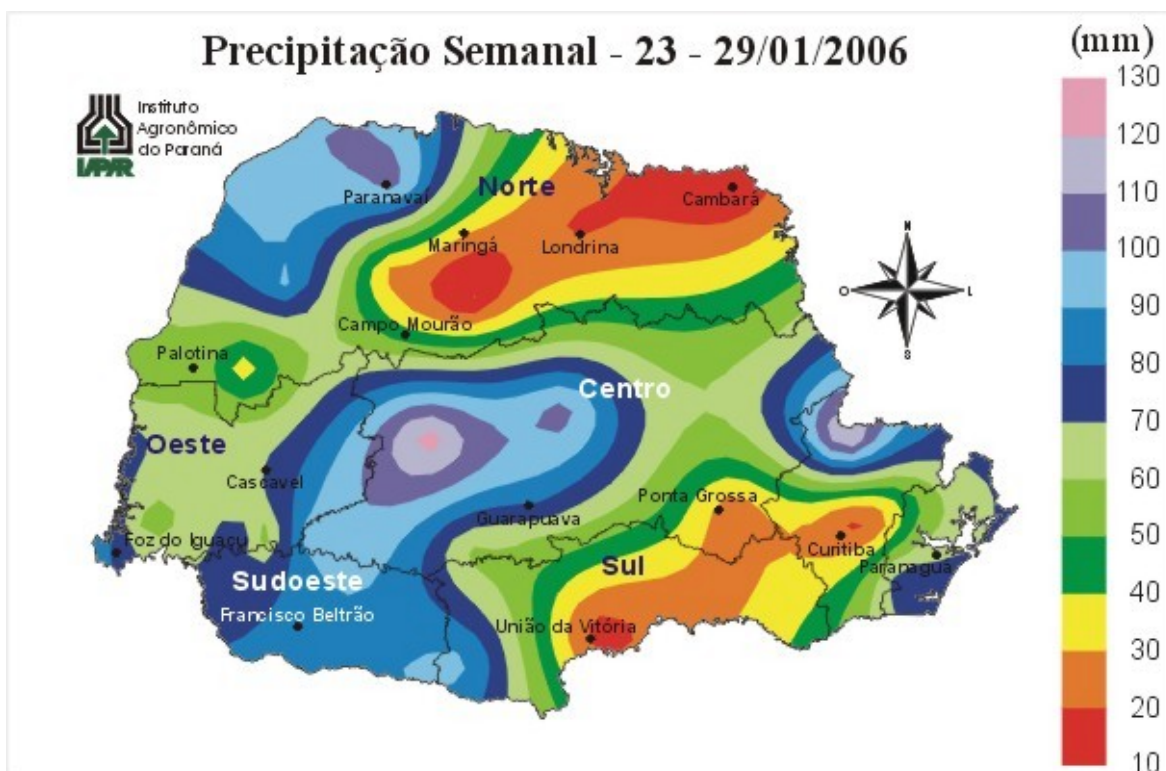 Precipitação Semanal - 23 - 29/01/2006
(mm)
130
120
110
100
90
80
70
60
50
40
30
20
10
Instituto
Agronômico
do Paraná
IAPAR
Paranavaí
Norte
Cambará
Maringá
Londrina
N
O
L
S
Campo Mourão
Palotina
Centro
Oeste
Cascavel
Ponta Grossa
Guarapuava
Foz do Iguaçu
Curitiba
Paranaguá
Sul
Sudoeste
Francisco Beltrão
União da Vitória